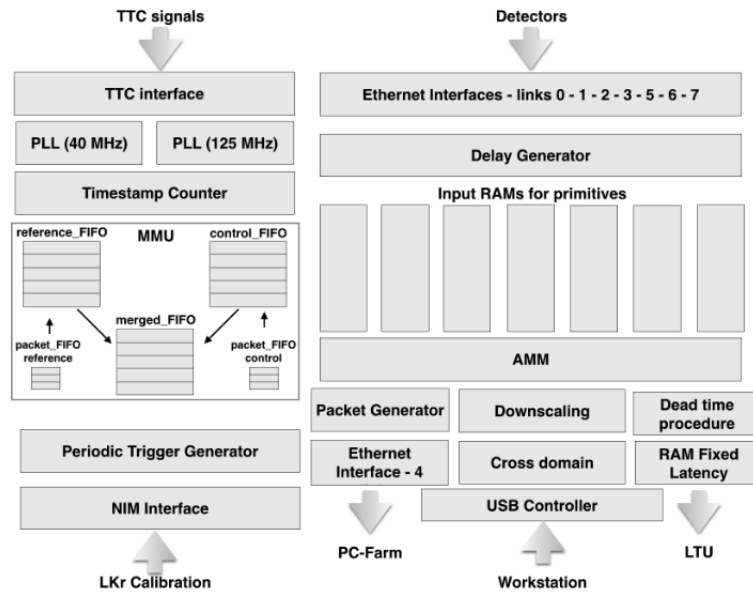 TTC signals
TTC interface
PLL (40 MHz)
PLL (125 MHz)
Timestamp Counter
reference_FIFO
MMU
control_FIFO
merged_FIFO
packet_FIFO
reference
packet_FIFO
control
Periodic Trigger Generator
NIM Interface
LKr Calibration
Detectors
Ethernet Interfaces - links 0 - 1 - 2 - 3 - 5 - 6 - 7
Delay Generator
Input RAMs for primitives
AMM
Packet Generator
Downscaling
Dead time
procedure
Ethernet
Interface - 4
Cross domain
RAM Fixed
Latency
USB Controller
PC-Farm
Workstation
LTU